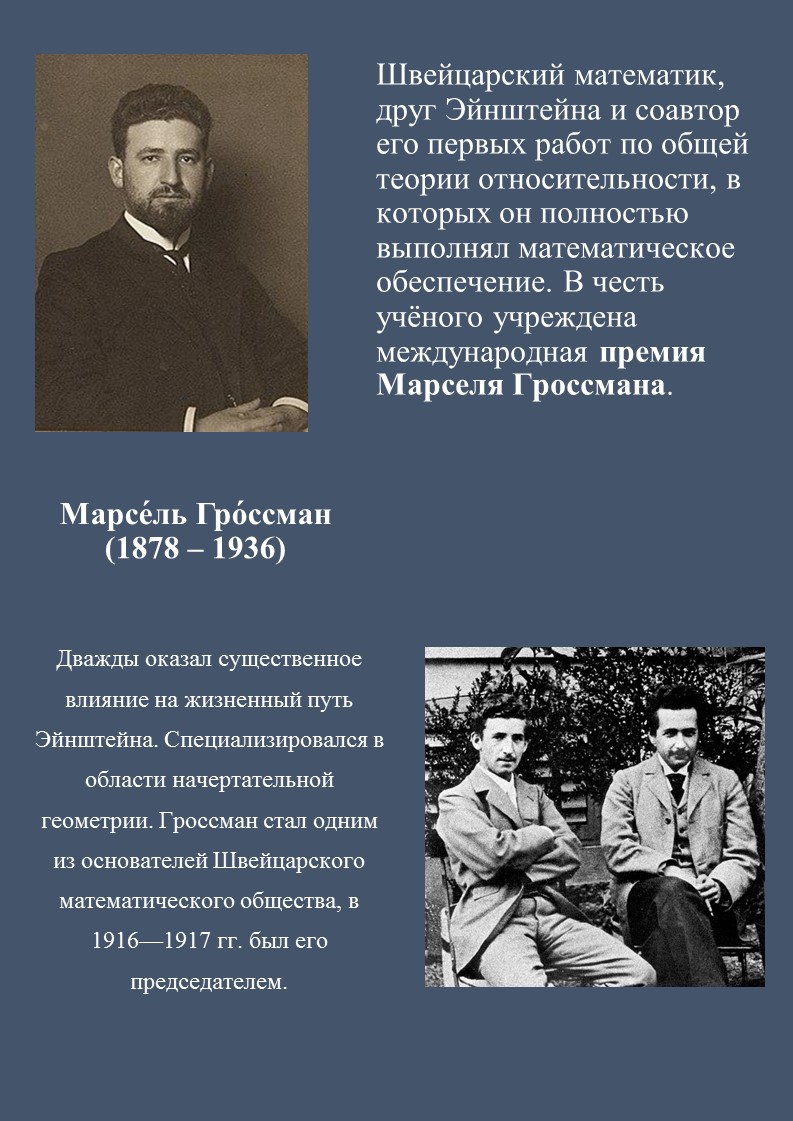 Швейцарский математик,
друг Эйнштейна и соавтор
его первых работ по общей
теории относительности, в
которых он полностью
выполнял математическое
обеспечение. В честь
учёного учреждена
международная премия
Марселя Гроссмана.
Марсе́ль Гро́ссман
(1878 – 1936)
Дважды оказал существенное
влияние на жизненный путь
Эйнштейна. Специализировался в
области начертательной
геометрии. Гроссман стал одним
из основателей Швейцарского
математического общества, в
1916—1917 гг. был его
председателем.